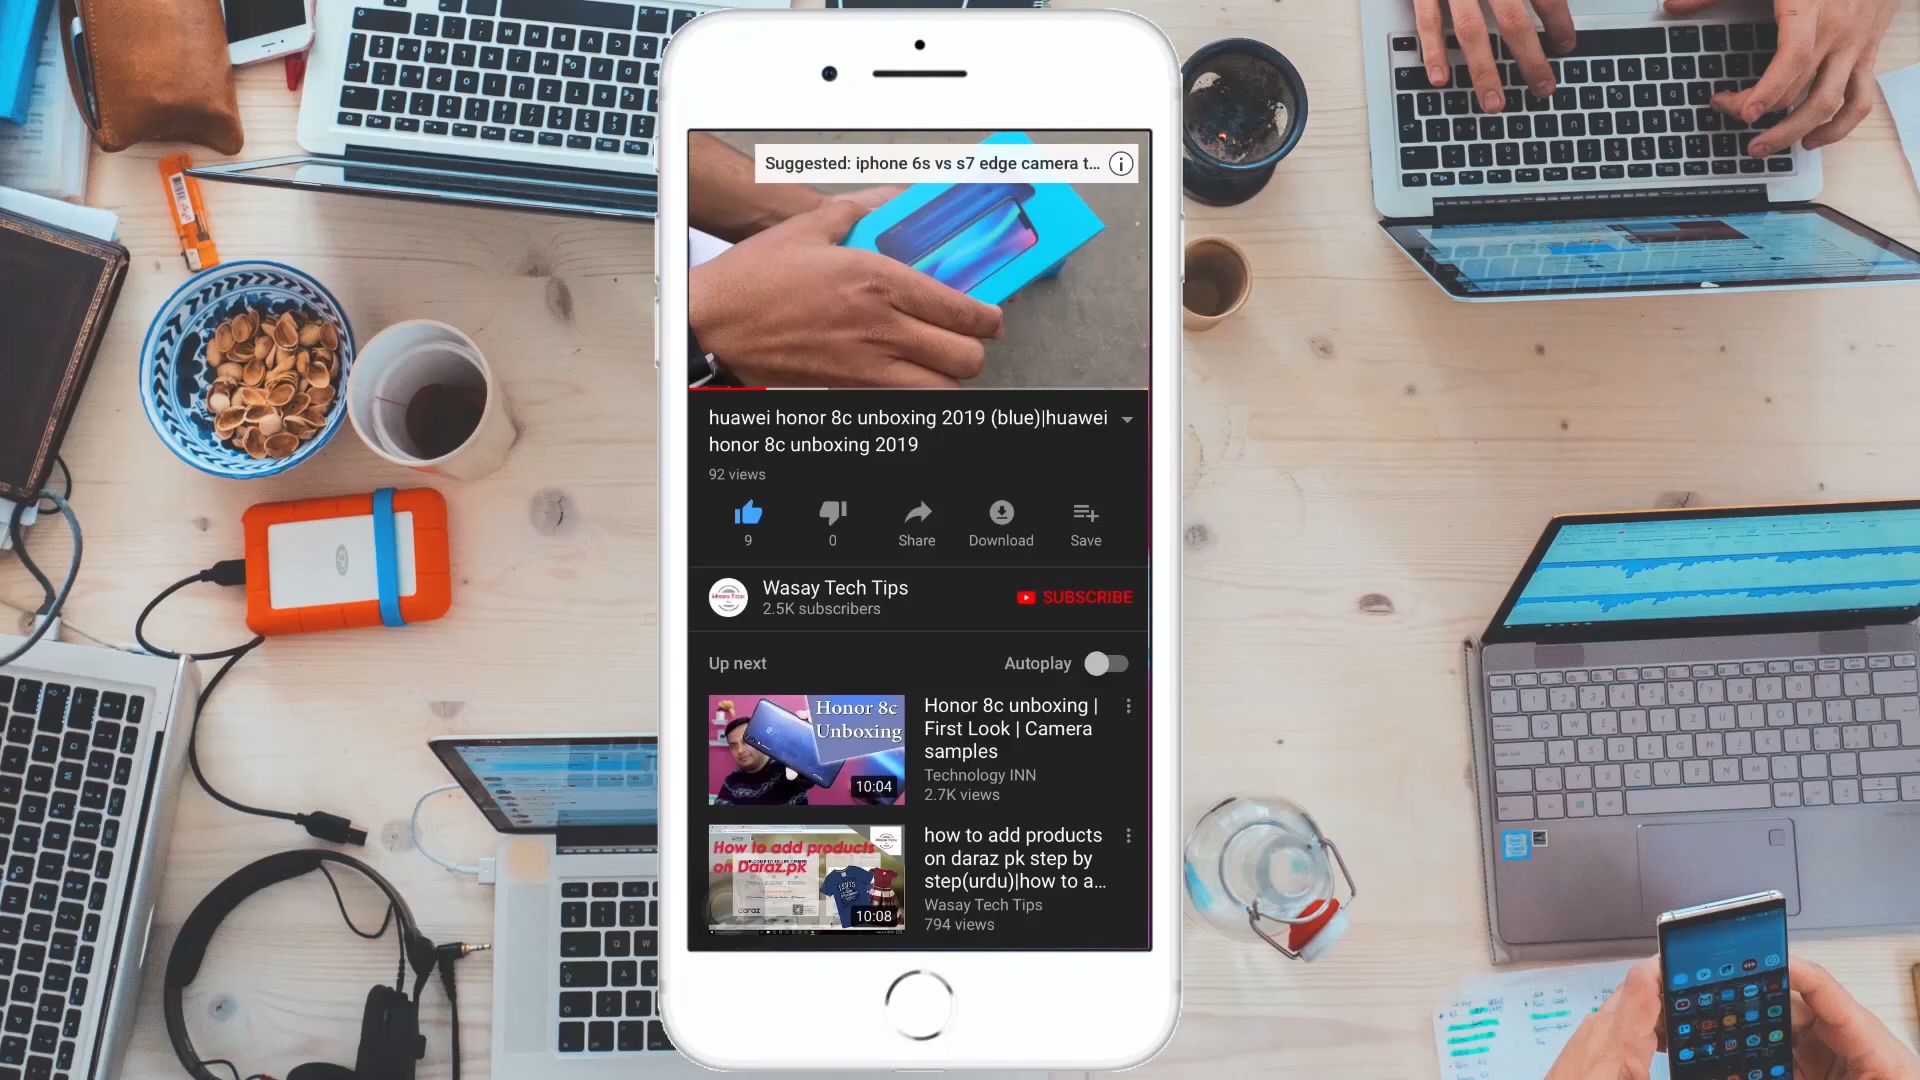 Suggested: iphone 6s vs s7 edge camera t...
huawei honor 8c unboxing 2019 (blue)|huawei
honor 8c unboxing 2019
92 views
9
0
Share
Download
Save
Wasay Tech Tips
2.5K subscribers
SUBSCRIBE
Up next
Autoplay
Honor 8c
Unboxing
10:04
Honor 8c unboxing |
First Look | Camera
samples
Technology INN
2.7K views
How to add products
on Daraz.pk
10:08
how to add products
on daraz pk step by
step(urdu)|how to a...
Wasay Tech Tips
794 views